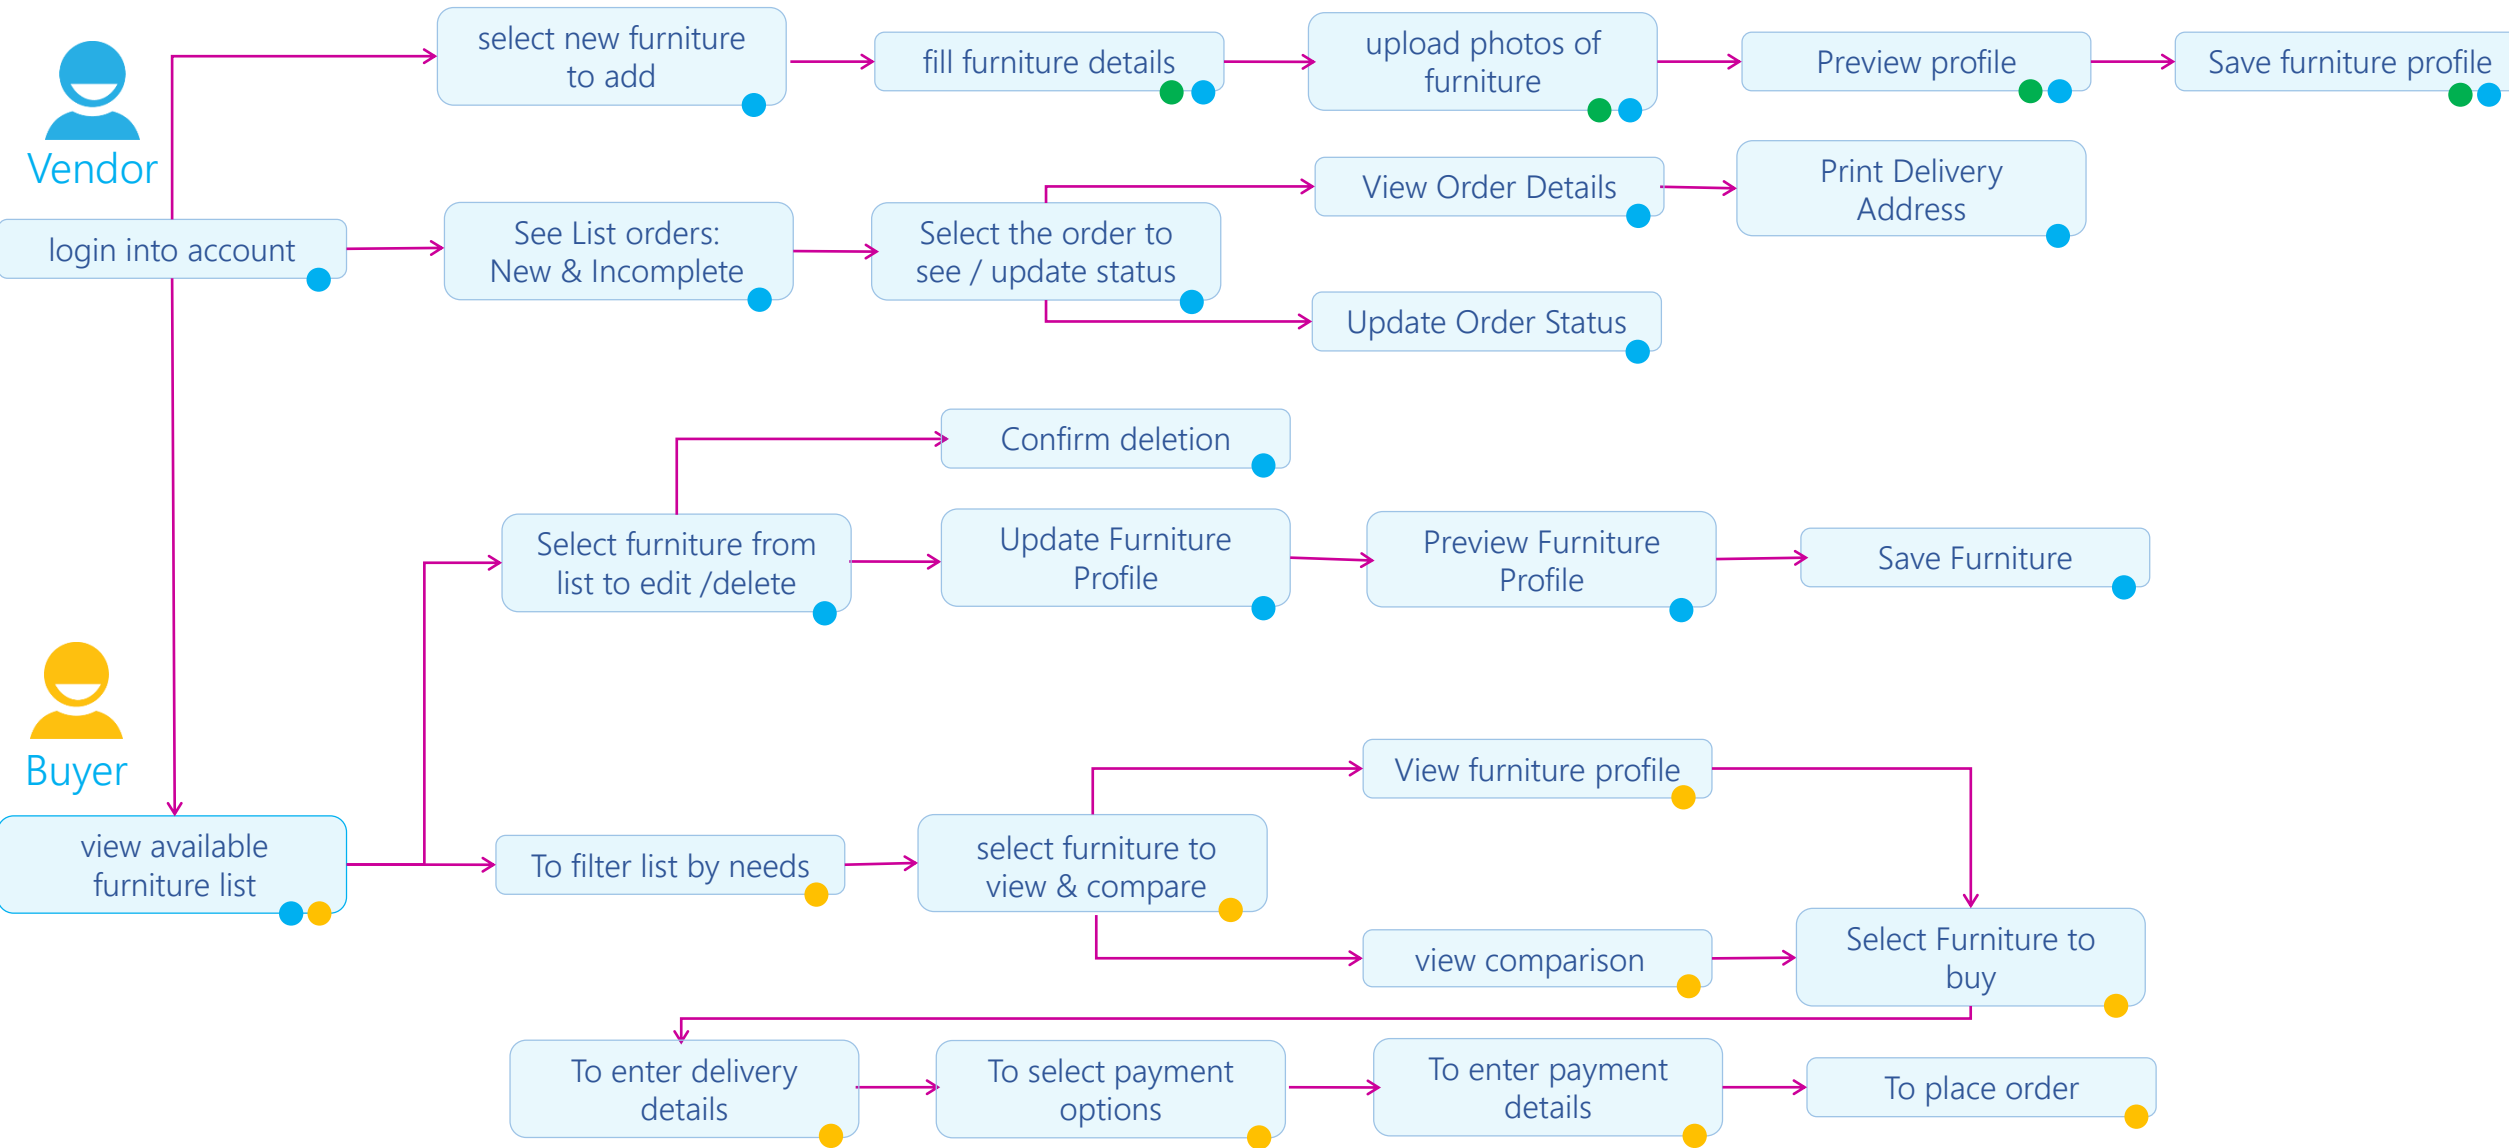 select new furniture
to add
fill furniture details
upload photos of
furniture
Preview profile
Save furniture profile
Vendor
login into account
See List orders:
New & Incomplete
Select the order to
see / update status
View Order Details
Print Delivery
Address
Update Order Status
Confirm deletion
Select furniture from
list to edit /delete
Update Furniture
Profile
Preview Furniture
Profile
Save Furniture
Buyer
view available
furniture list
To filter list by needs
select furniture to
view & compare
View furniture profile
view comparison
Select Furniture to
buy
To enter delivery
details
To select payment
options
To enter payment
details
To place order